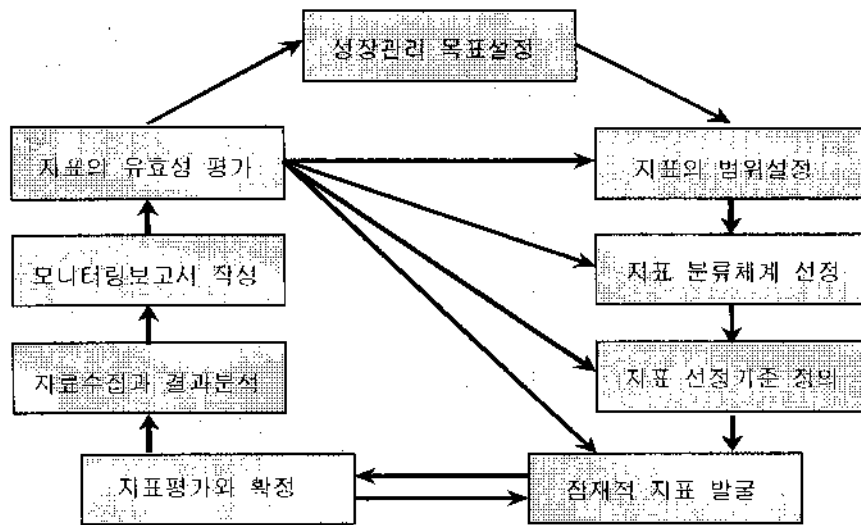 성장관리 목표설정
지표의 유효성 평가
지표의 범위설정
모니터링보고서 작성
지표 분류체계 선정
자료수집과 결과분석
지표 선정기준 정의
지표평가와 확정
잠재적 지표 발굴